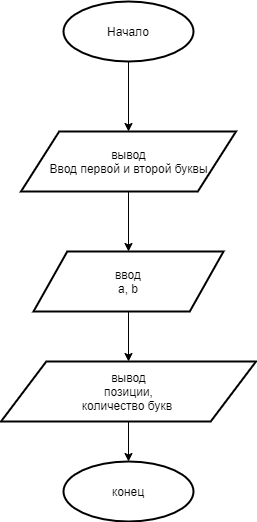 Начало
вывод
Ввод первой и второй буквы
ввод
a, b
вывод
позиции,
количество букв
конец